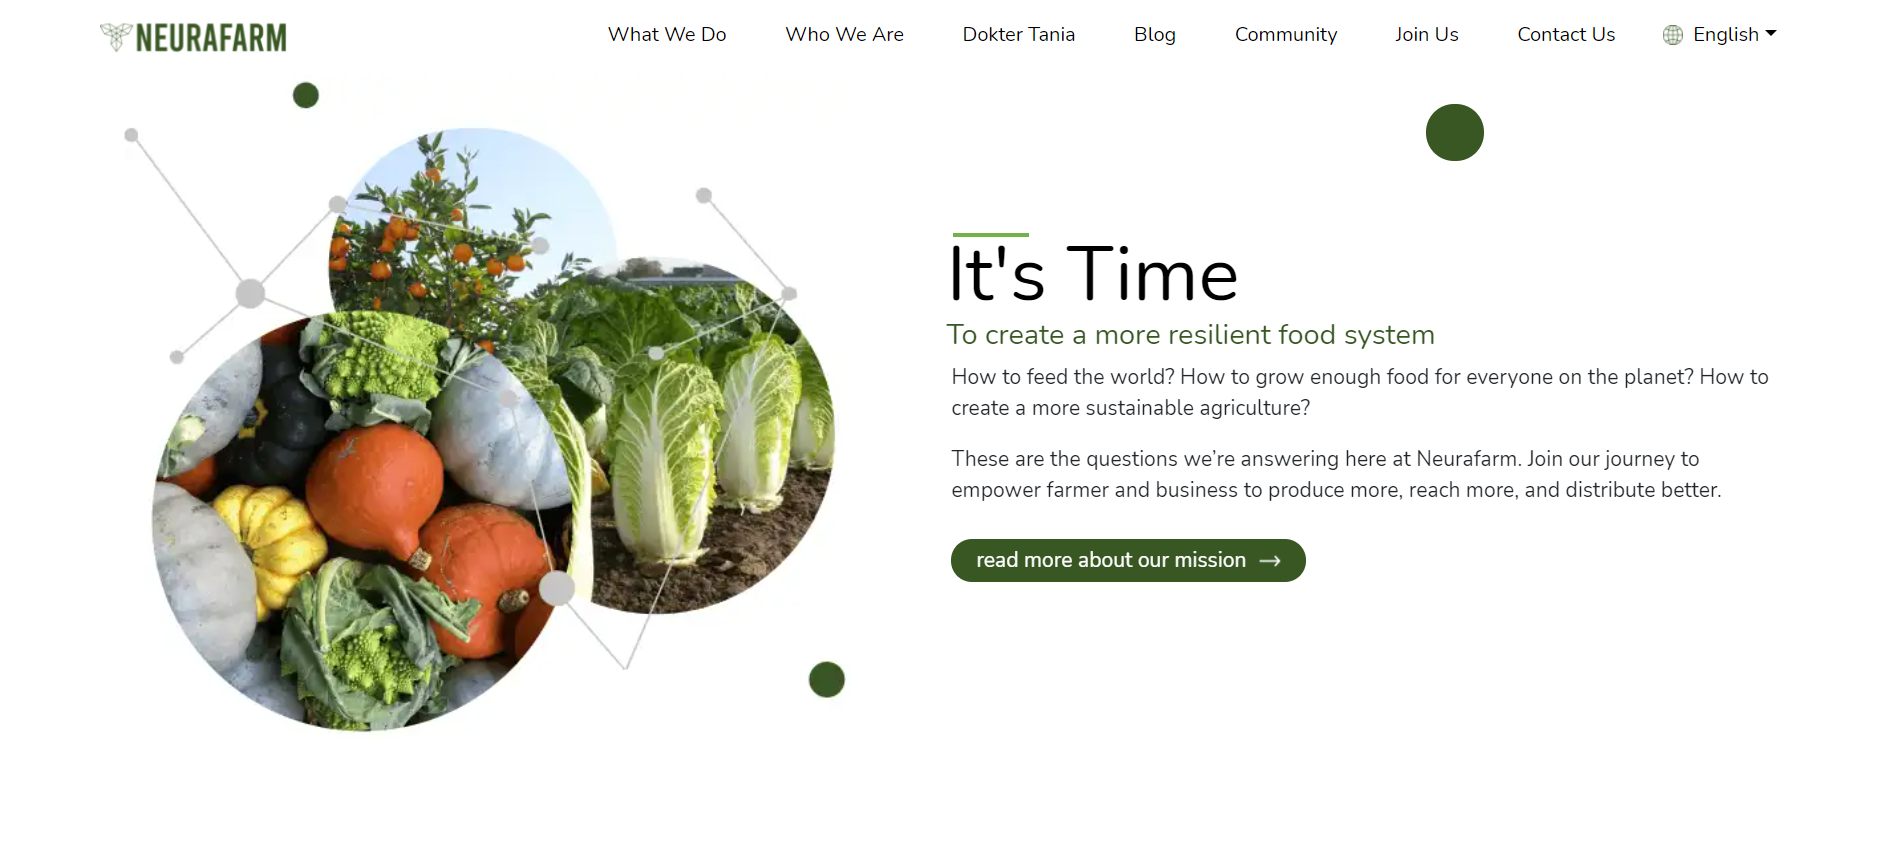 NEURAFARM
What We Do Who We Are Dokter Tania Blog Community Join Us Contact Us English
It's Time
To create a more resilient food system
How to feed the world? How to grow enough food for everyone on the planet? How to
create a more sustainable agriculture?
These are the questions we’re answering here at Neurafarm. Join our journey to
empower farmer and business to produce more, reach more, and distribute better.
read more about our mission →